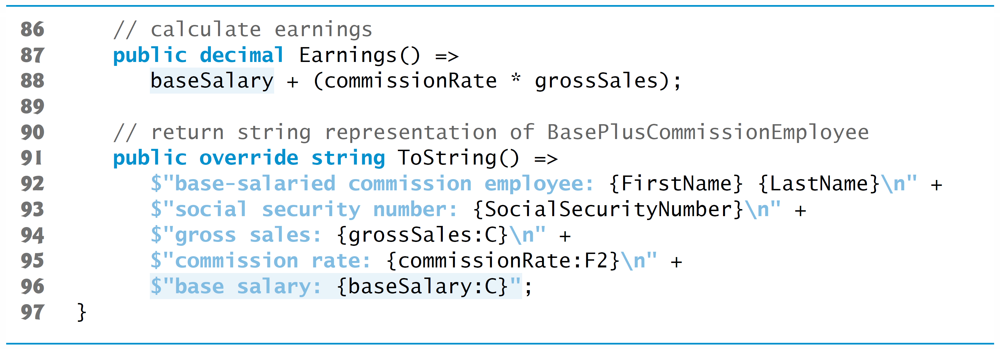 86 // calculate earnings
87 public decimal Earnings() =>
88 baseSalary + (commissionRate * grossSales);
89
90 // return string representation of BasePlusCommissionEmployee
91 public override string ToString() =>
92 $"base-salaried commission employee: {FirstName} {LastName}\n" +
93 $"social security number: {SocialSecurityNumber}\n" +
94 $"gross sales: {grossSales:C}\n" +
95 $"commission rate: {commissionRate:F2}\n" +
96 $"base salary: {baseSalary:C}";
97 }